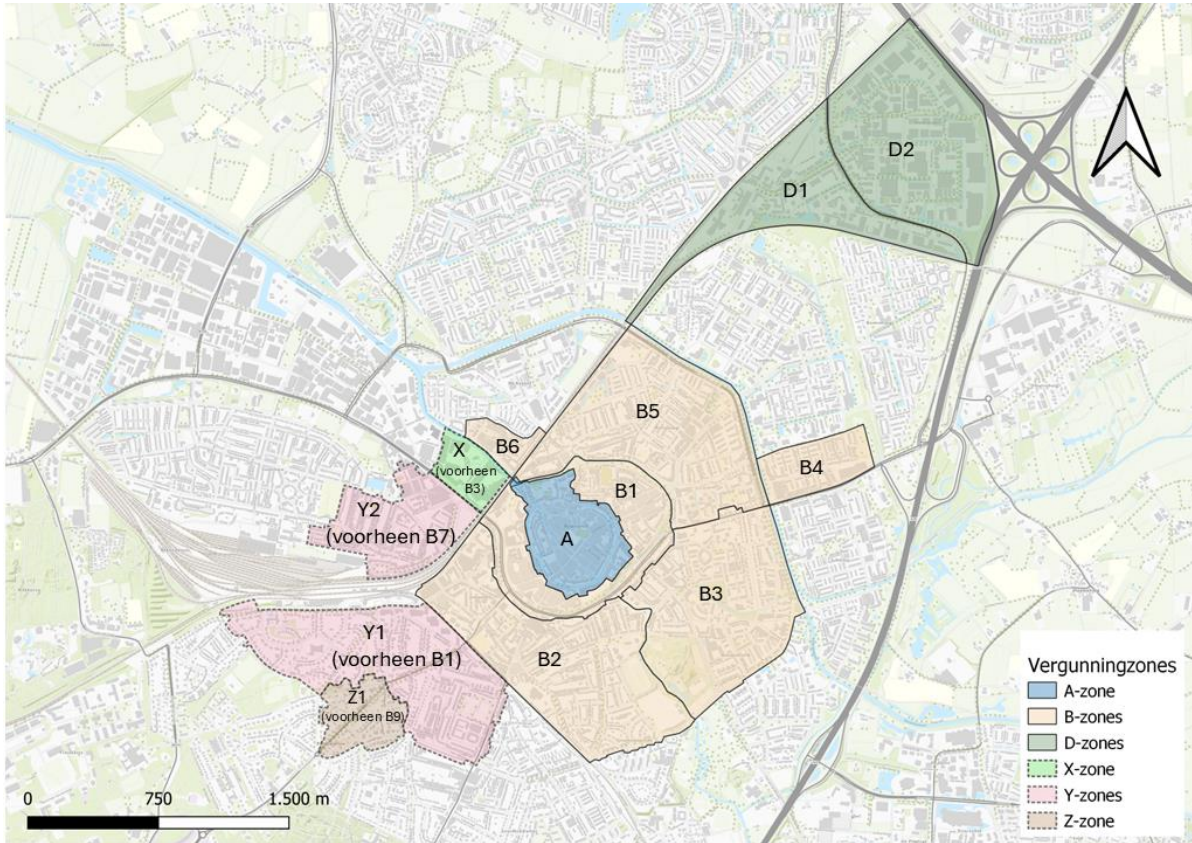 D2
D1
B5
B6
X
(voorheen
B3)
B4
B1
Y2
(voorheen B7)
A
B3
Y1
(voorheen B1)
B2
Z1
(voorheen B9)
Vergunningzones
A-zone
B-zones
D-zones
X-zone
Y-zones
Z-zone
0 750 1.500 m